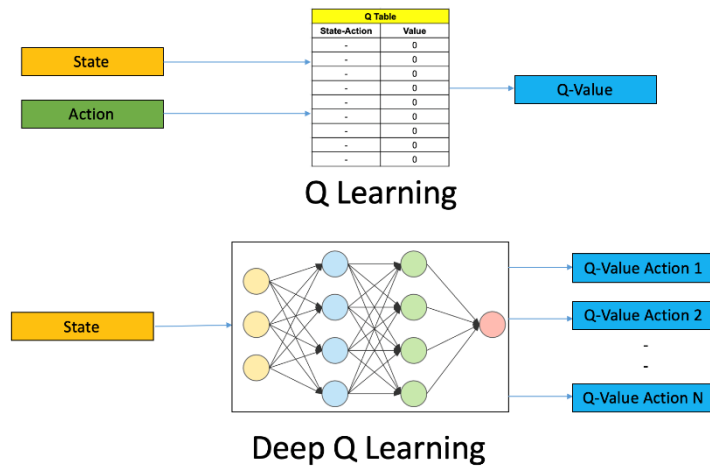 Q Table
State-Action Value
- 0
- 0
- 0
- 0
- 0
- 0
- 0
- 0
- 0
State
Action
Q-Value
Q Learning
State
Q-Value Action 1
Q-Value Action 2
-
-
Q-Value Action N
Deep Q Learning